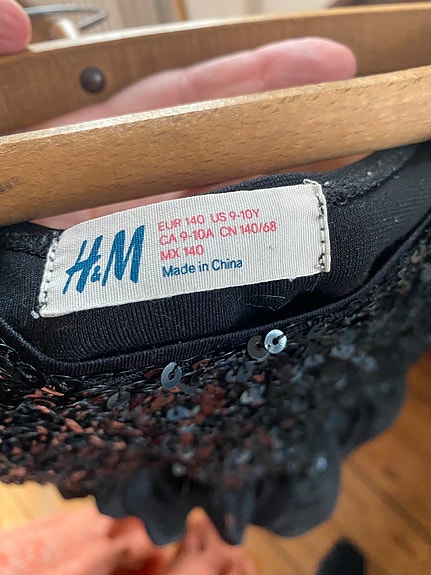 H&M
EUR 140 US 9-10Y
CA 9-10A CN 140/68
MX 140
Made in China